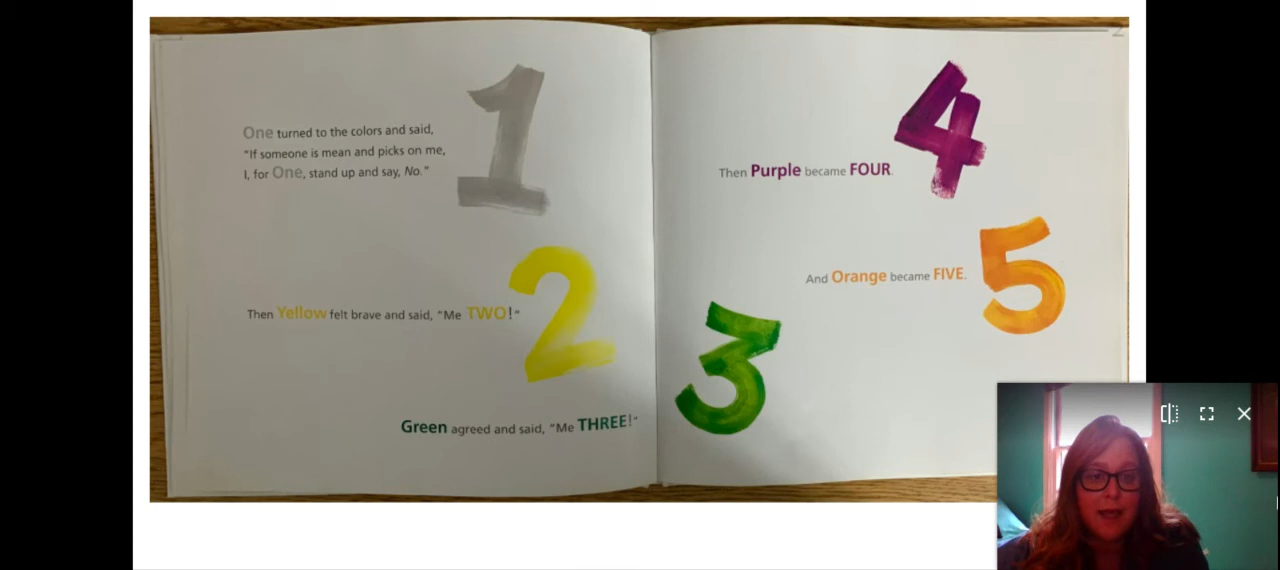 1
One turned to the colors and said,
“If someone is mean and picks on me,
I, for One, stand up and say, No.”
2
Then Yellow felt brave and said, “Me TWO!”
Green agreed and said, “Me THREE!”
3
4
Then Purple became FOUR.
5
And Orange became FIVE.